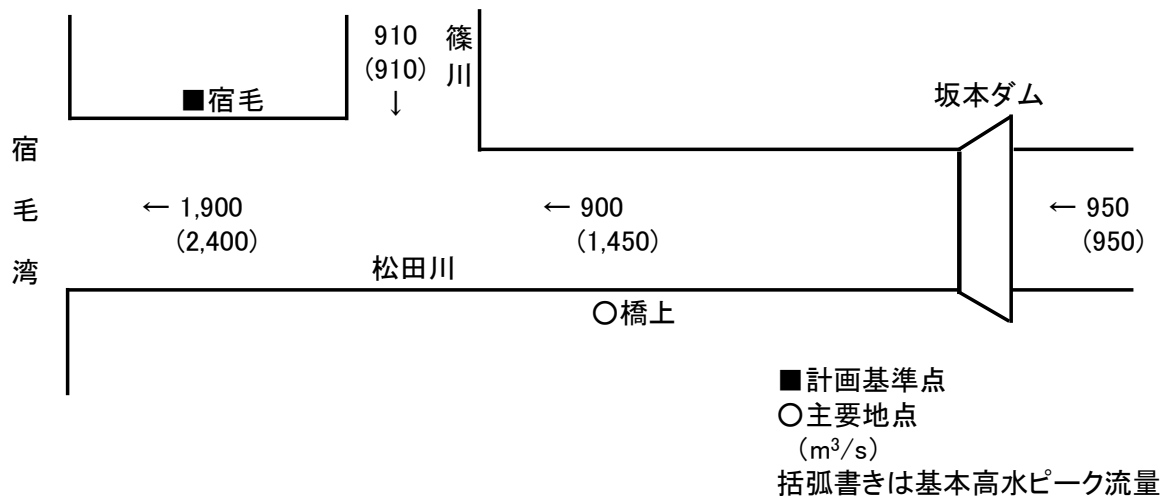 910
(910)
↓
篠川
■宿毛
坂本ダム
宿毛湾
← 1,900
(2,400)
← 900
(1,450)
← 950
(950)
松田川
○橋上
■計画基準点
○主要地点
(m³/s)
括弧書きは基本高水ピーク流量